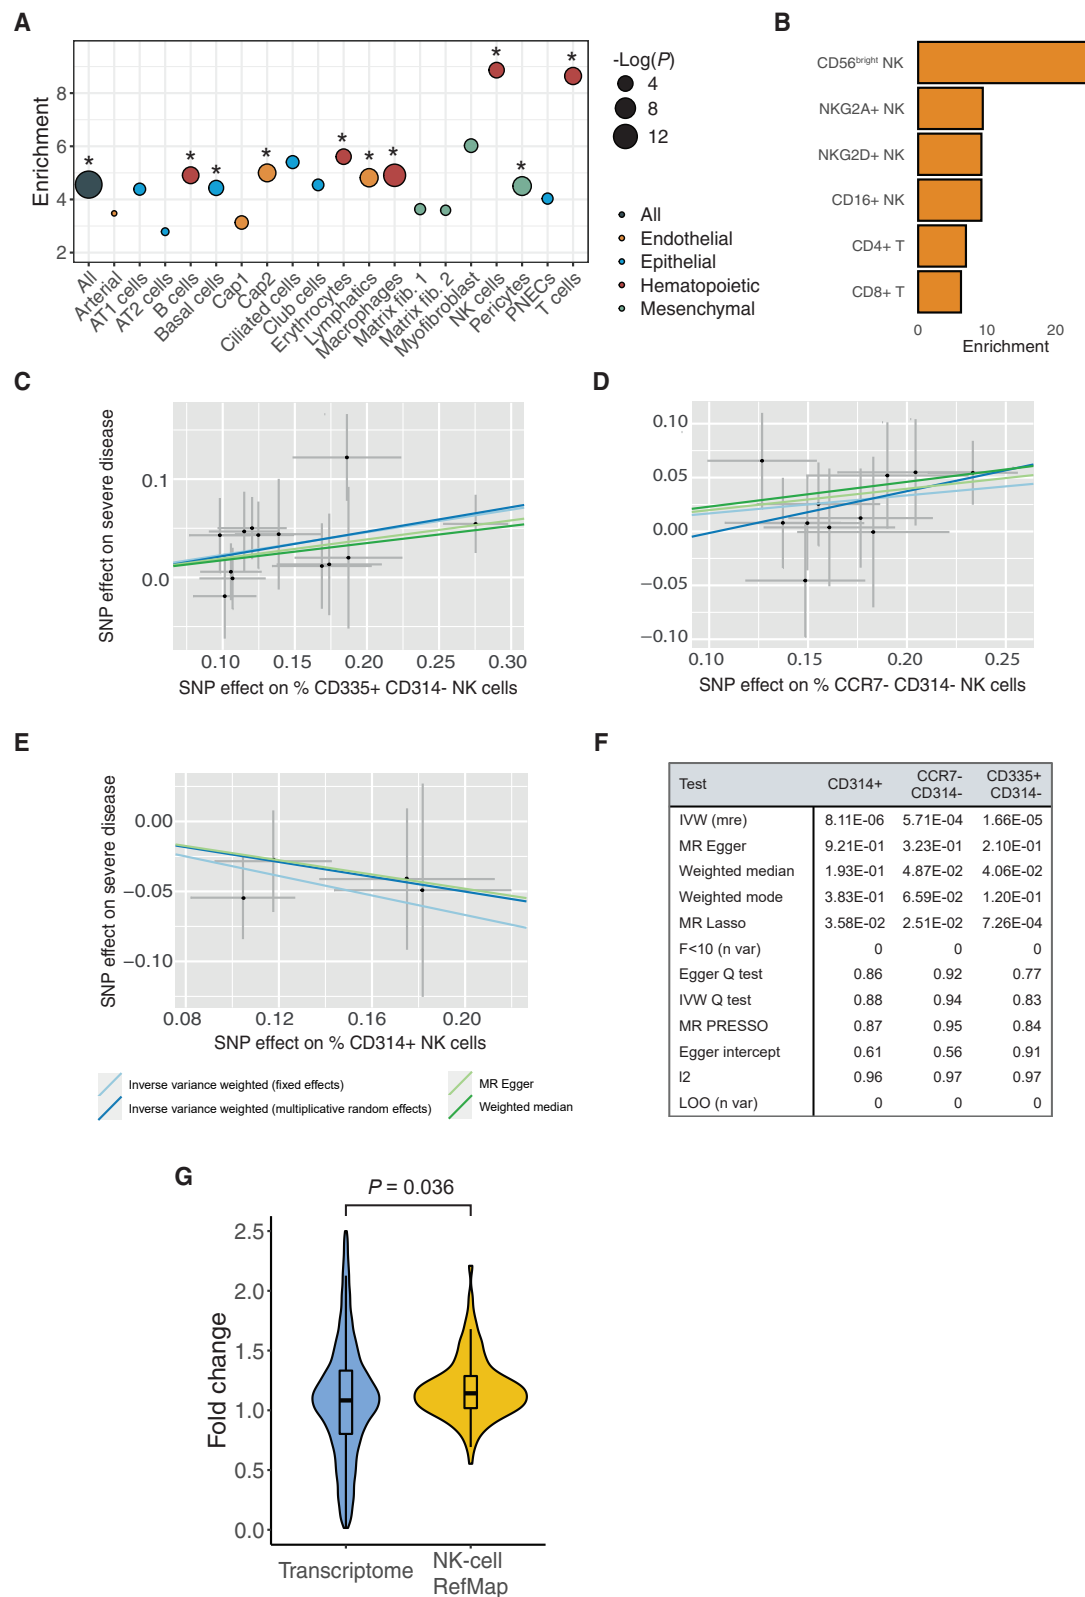 A
Enrichment
8
6
4
2
*
*
*
*
*
*
*
*
*
*
All
Arterial
AT1 cells
AT2 cells
B cells
Basal cells
Cap1
Cap2
Ciliated cells
Club cells
Erythrocytes
Lymphatics
Macrophages
Matrix fib. 1
Matrix fib. 2
Myofibroblast
NK cells
Pericytes
PNECs
T cells
-Log(P)
4
8
12
All
Endothelial
Epithelial
Hematopoietic
Mesenchymal
B
CD56bright NK
NKG2A+ NK
NKG2D+ NK
CD16+ NK
CD4+ T
CD8+ T
0 10 20
Enrichment
C
SNP effect on severe disease
0.1
0.0
0.10 0.15 0.20 0.25 0.30
SNP effect on % CD335+ CD314- NK cells
D
0.10
0.05
0.00
−0.05
−0.10
0.10 0.15 0.20 0.25
SNP effect on % CCR7- CD314- NK cells
E
SNP effect on severe disease
0.00
−0.05
−0.10
0.08 0.12 0.16 0.20
SNP effect on % CD314+ NK cells
Inverse variance weighted (fixed effects)
Inverse variance weighted (multiplicative random effects)
MR Egger
Weighted median
F
Test CD314+ CCR7- CD314- CD335+ CD314-
IVW (mre) 8.11E-06 5.71E-04 1.66E-05
MR Egger 9.21E-01 3.23E-01 2.10E-01
Weighted median 1.93E-01 4.87E-02 4.06E-02
Weighted mode 3.83E-01 6.59E-02 1.20E-01
MR Lasso 3.58E-02 2.51E-02 7.26E-04
F<10 (n var) 0 0 0
Egger Q test 0.86 0.92 0.77
IVW Q test 0.88 0.94 0.83
MR PRESSO 0.87 0.95 0.84
Egger intercept 0.61 0.56 0.91
I2 0.96 0.97 0.97
LOO (n var) 0 0 0
G
P = 0.036
Fold change
2.5
2.0
1.5
1.0
0.5
0.0
Transcriptome
NK-cell
RefMap